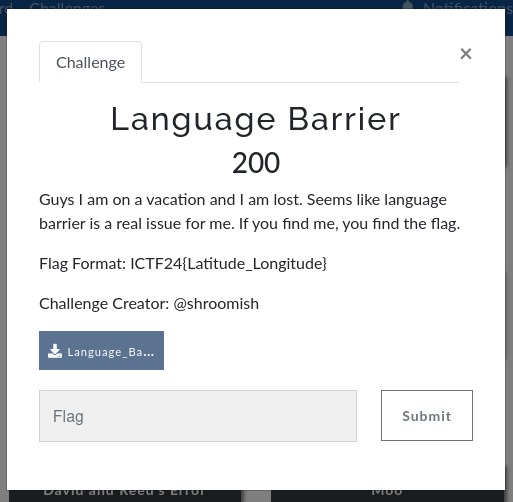 Challenges
Notifications
Challenge
×
Language Barrier
200
Guys I am on a vacation and I am lost. Seems like language
barrier is a real issue for me. If you find me, you find the flag.
Flag Format: ICTF24{Latitude_Longitude}
Challenge Creator: @shroomish
Language_Ba...
Flag
Submit
David and Reed's Error
Moo